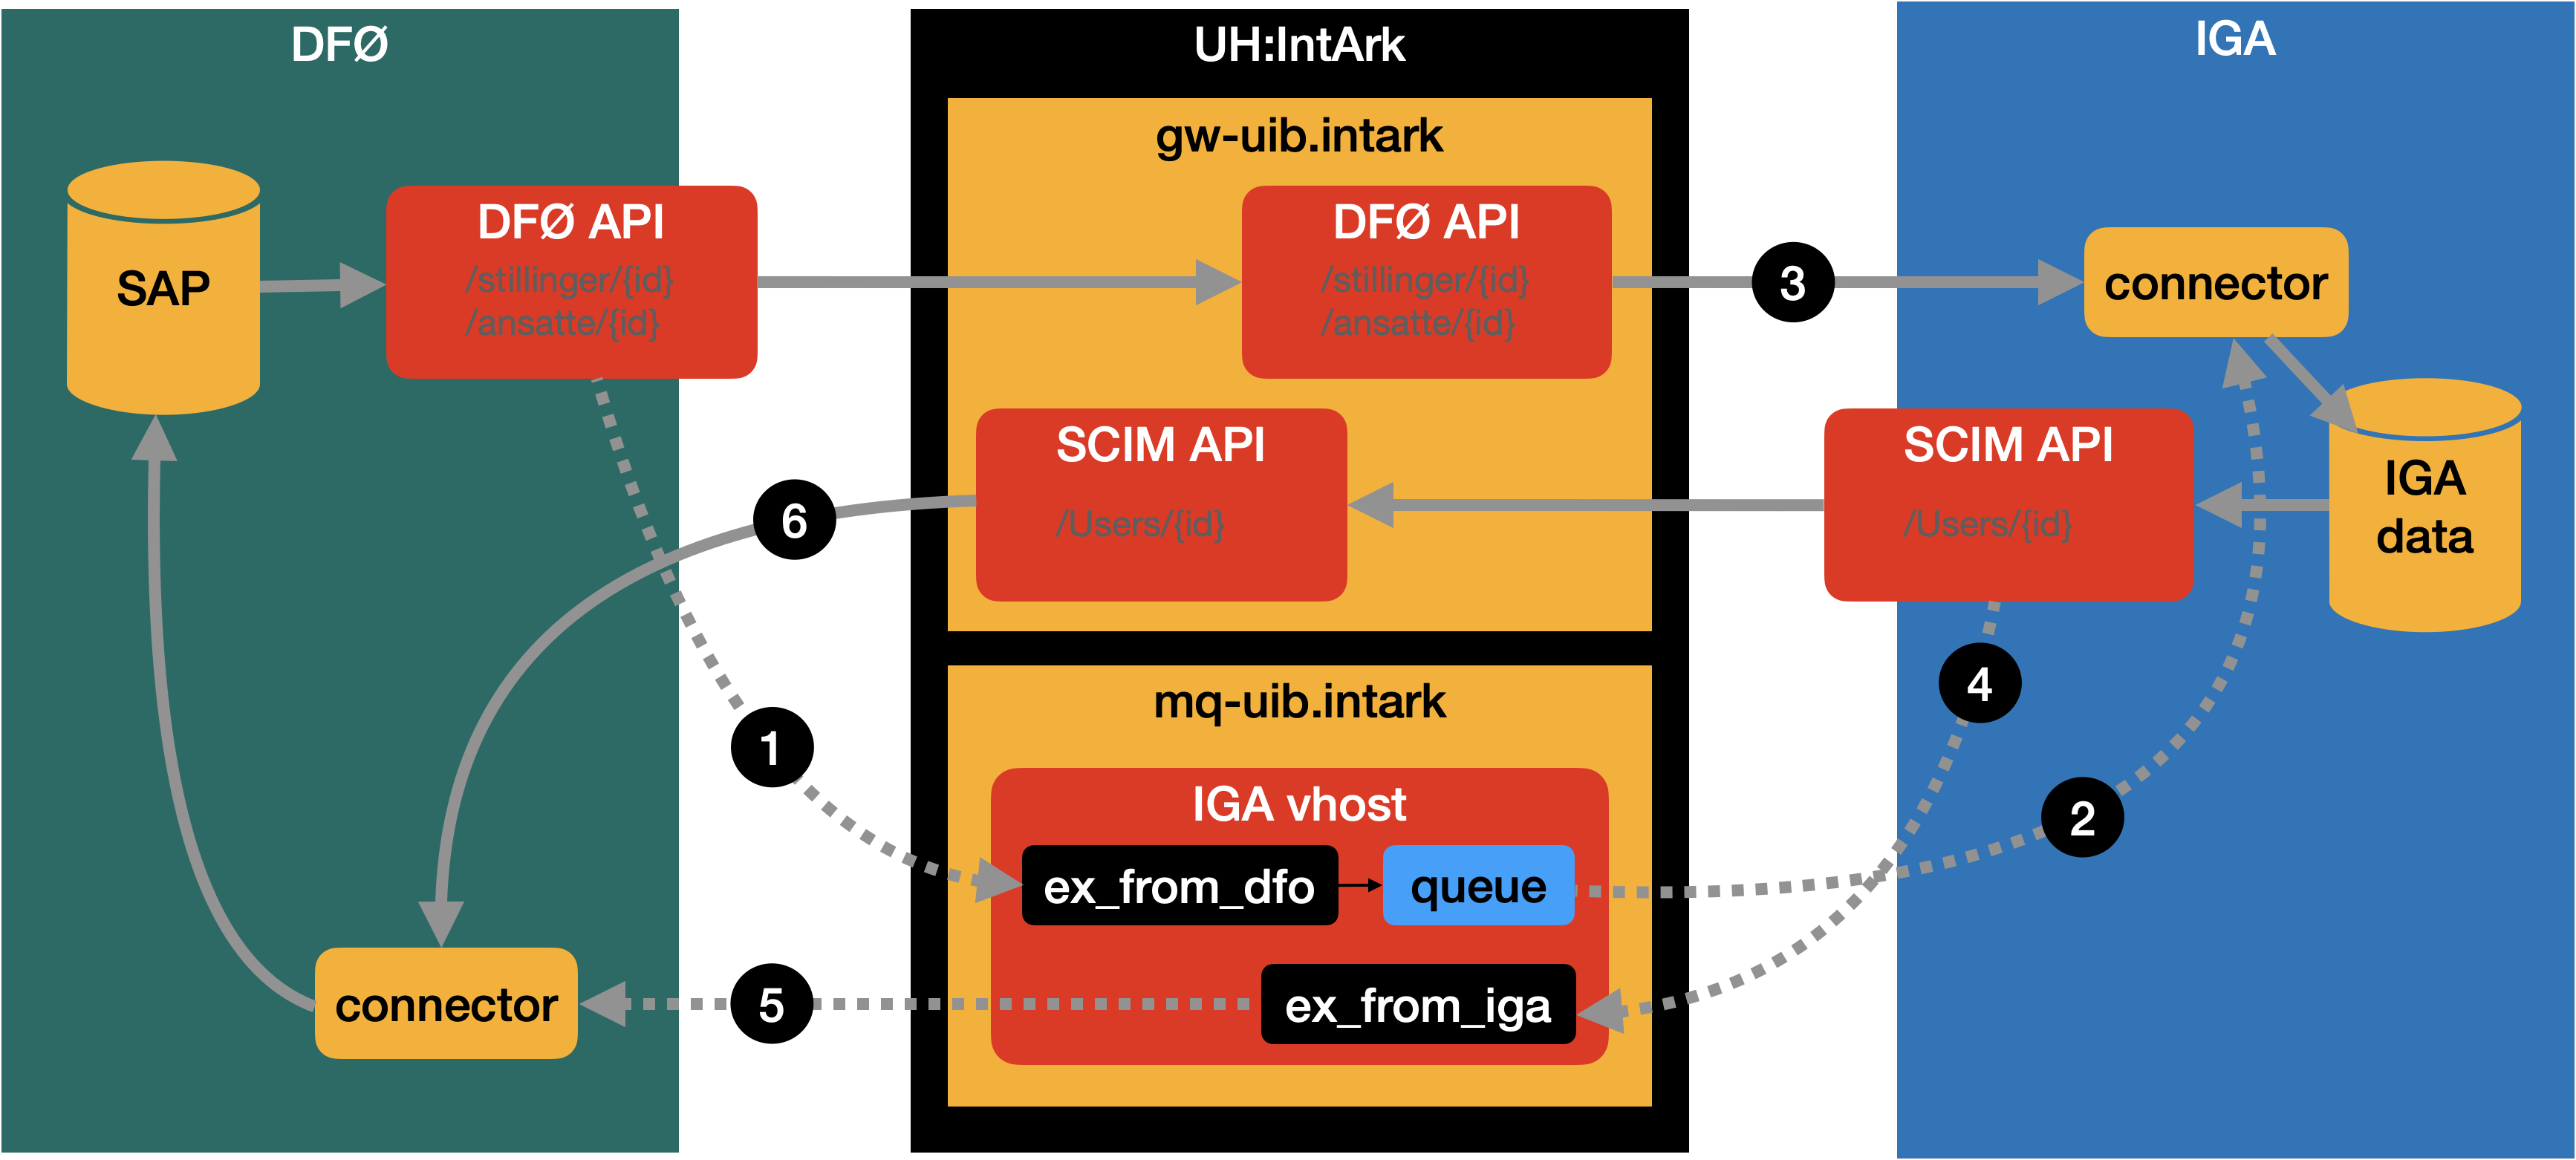 DFØ
SAP
DFØ API
/stillinger/{id}
/ansatte/{id}
connector
UH:IntArk
gw-uib.intark
DFØ API
/stillinger/{id}
/ansatte/{id}
SCIM API
/Users/{id}
mq-uib.intark
IGA vhost
ex_from_dfo
queue
ex_from_iga
IGA
connector
SCIM API
/Users/{id}
IGA
data
1
2
3
4
5
6